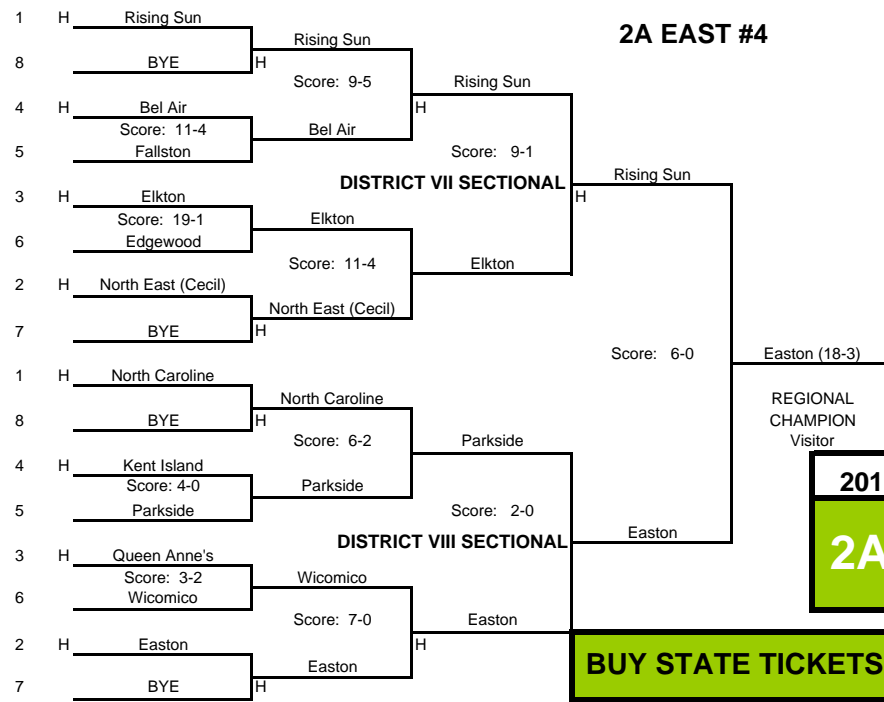 2A EAST #4
1 H Rising Sun
Rising Sun
8 BYE H
Score: 9-5
Rising Sun
4 H Bel Air
H
Score: 11-4
Bel Air
5 Fallston
Score: 9-1
DISTRICT VII SECTIONAL
Rising Sun
3 H Elkton
H
Score: 19-1
Elkton
6 Edgewood
Score: 11-4
Elkton
2 H North East (Cecil)
North East (Cecil)
7 BYE H
Score: 6-0
Easton (18-3)
1 H North Caroline
REGIONAL
CHAMPION
Visitor
North Caroline
8 BYE H
Score: 6-2
Parkside
4 H Kent Island
Score: 4-0
Parkside
5 Parkside
Score: 2-0
201
DISTRICT VIII SECTIONAL
Easton
2A
3 H Queen Anne's
Score: 3-2
Wicomico
6 Wicomico
Score: 7-0
Easton
2 H Easton
H
Easton
7 BYE H
BUY STATE TICKETS